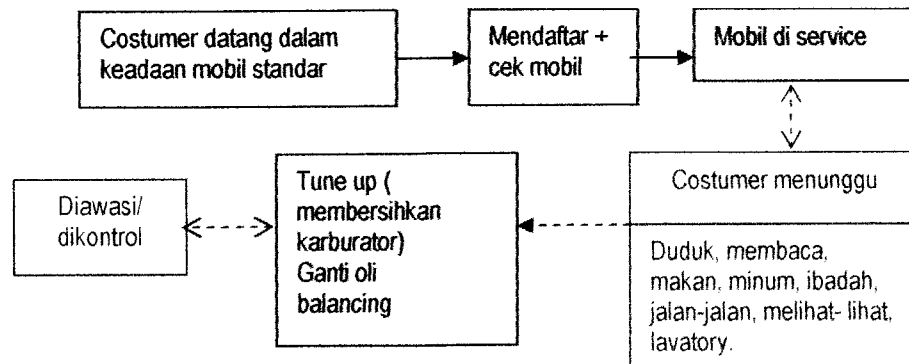 Costumer datang dalam
keadaan mobil standar
Mendaftar +
cek mobil
Mobil di service
Costumer menunggu
Duduk, membaca,
makan, minum, ibadah,
jalan-jalan, melihat- lihat,
lavatory.
Tune up (
membersihkan
karburator)
Ganti oli
balancing
Diawasi/
dikontrol